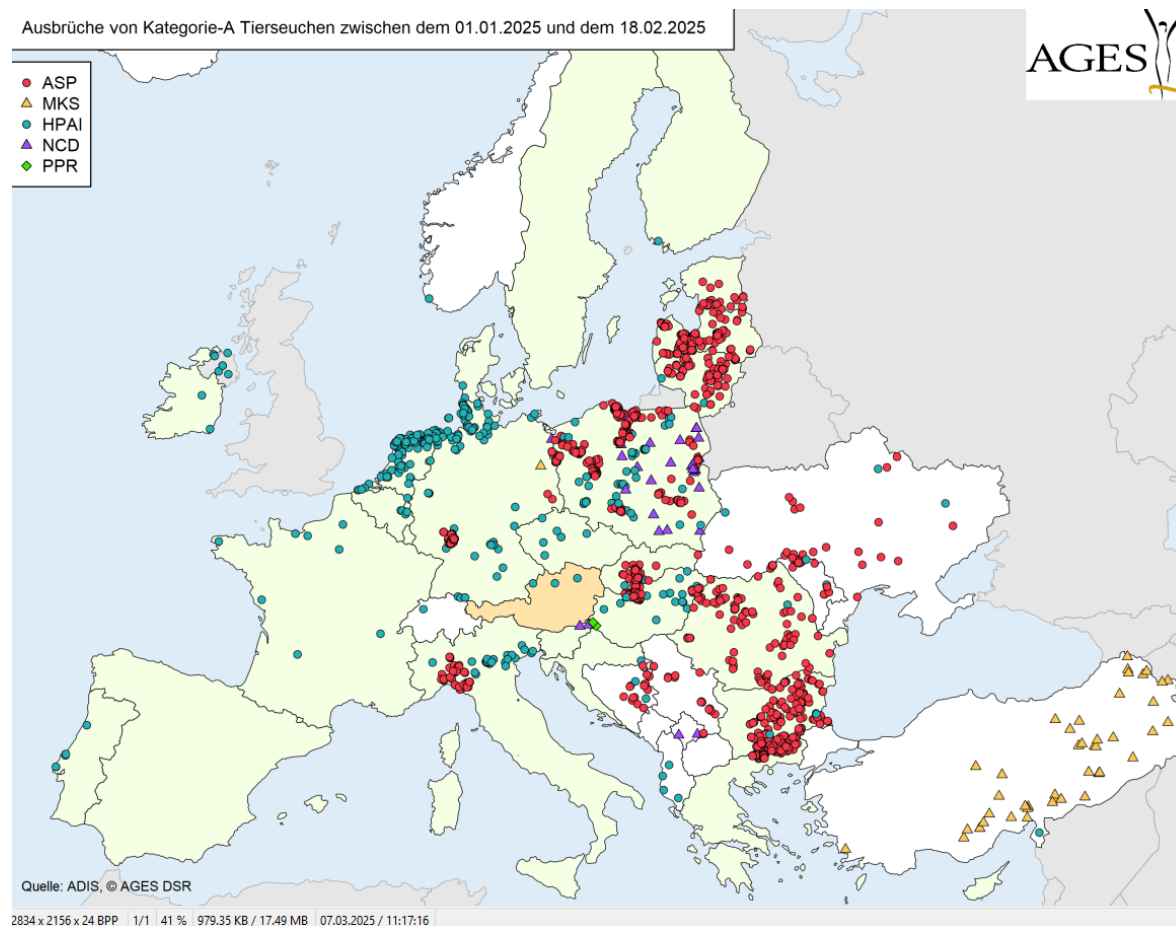 Ausbrüche von Kategorie-A Tierseuchen zwischen dem 01.01.2025 und dem 18.02.2025
AGES
ASP
MKS
HPAI
NCD
PPR
Quelle: ADIS, © AGES DSR
2834 x 2156 x 24 BPP 1/1 41 % 979.35 KB / 17.49 MB 07.03.2025 / 11:17:16